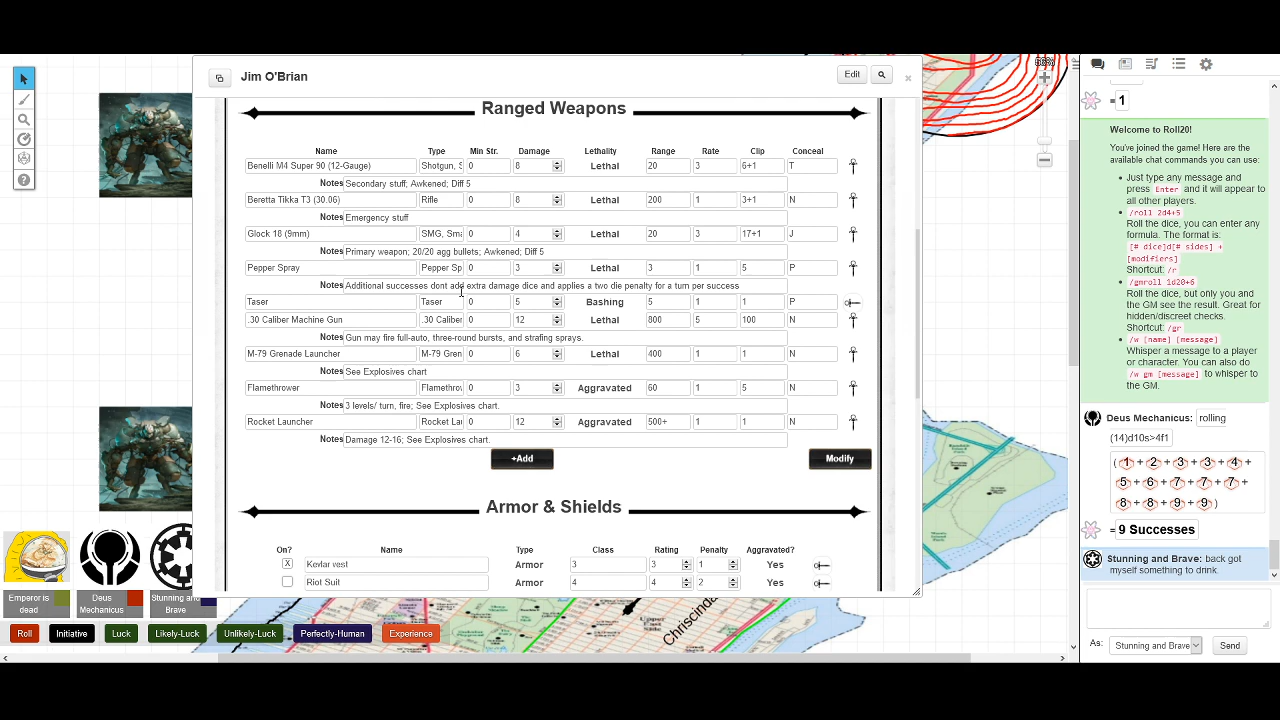 Jim O'Brian
Edit
Ranged Weapons
Name Type Min Str. Damage Lethality Range Rate Clip Conceal
Benelli M4 Super 90 (12-Gauge) Shotgun, S 0 8 Lethal 20 3 6+1 T
Notes Secondary stuff; Awkened; Diff 5
Beretta Tikka T3 (30.06) Rifle 0 8 Lethal 200 1 3+1 N
Notes Emergency stuff
Glock 18 (9mm) SMG, Sma 0 4 Lethal 20 3 17+1 J
Notes Primary weapon; 20/20 agg bullets; Awkened; Diff 5
Pepper Spray Pepper Sp 0 3 Lethal 3 1 5 P
Notes Additional successes dont add extra damage dice and applies a two die penalty for a turn per success
Taser Taser 0 5 Bashing 5 1 1 P
.30 Caliber Machine Gun .30 Caliber 0 12 Lethal 800 5 100 N
Notes Gun may fire full-auto, three-round bursts, and strafing sprays.
M-79 Grenade Launcher M-79 Gren 0 6 Lethal 400 1 1 N
Notes See Explosives chart
Flamethrower Flamethrov 0 3 Aggravated 60 1 5 N
Notes 3 levels/ turn, fire; See Explosives chart.
Rocket Launcher Rocket Lau 0 12 Aggravated 500+ 1 1 N
Notes Damage 12-16; See Explosives chart.
+Add Modify
Armor & Shields
On? Name Type Class Rating Penalty Aggravated?
X Kevlar vest Armor 3 3 1 Yes
Riot Suit Armor 4 4 2 Yes
Emperor is
dead
Deus
Mechanicus
Stunning and
Brave
Roll Initiative Luck Likely-Luck Unlikely-Luck Perfectly-Human Experience
Chriscinda
= 1
Welcome to Roll20!
You've joined the game! Here are the
available chat commands you can use:
Just type any message and
press Enter and it will appear to
all other players.
/roll 2d4+5
Roll the dice, you can enter any
formula. The format is:
[# dice]d[# sides] +
[modifiers]
Shortcut: /r
/gmroll 1d20+6
Roll the dice, but only you and
the GM see the result. Great for
hidden/discreet checks.
Shortcut: /gr
/w [name] [message]
Whisper a message to a player
or character. You can also do
/w gm [message] to whisper to
the GM.
Deus Mechanicus: rolling
(14)d10s>4f1
(1+2+3+3+4+
5+6+7+7+7+
8+8+9+9)
= 9 Successes
Stunning and Brave: back got
myself something to drink.
As: Stunning and Brave Send